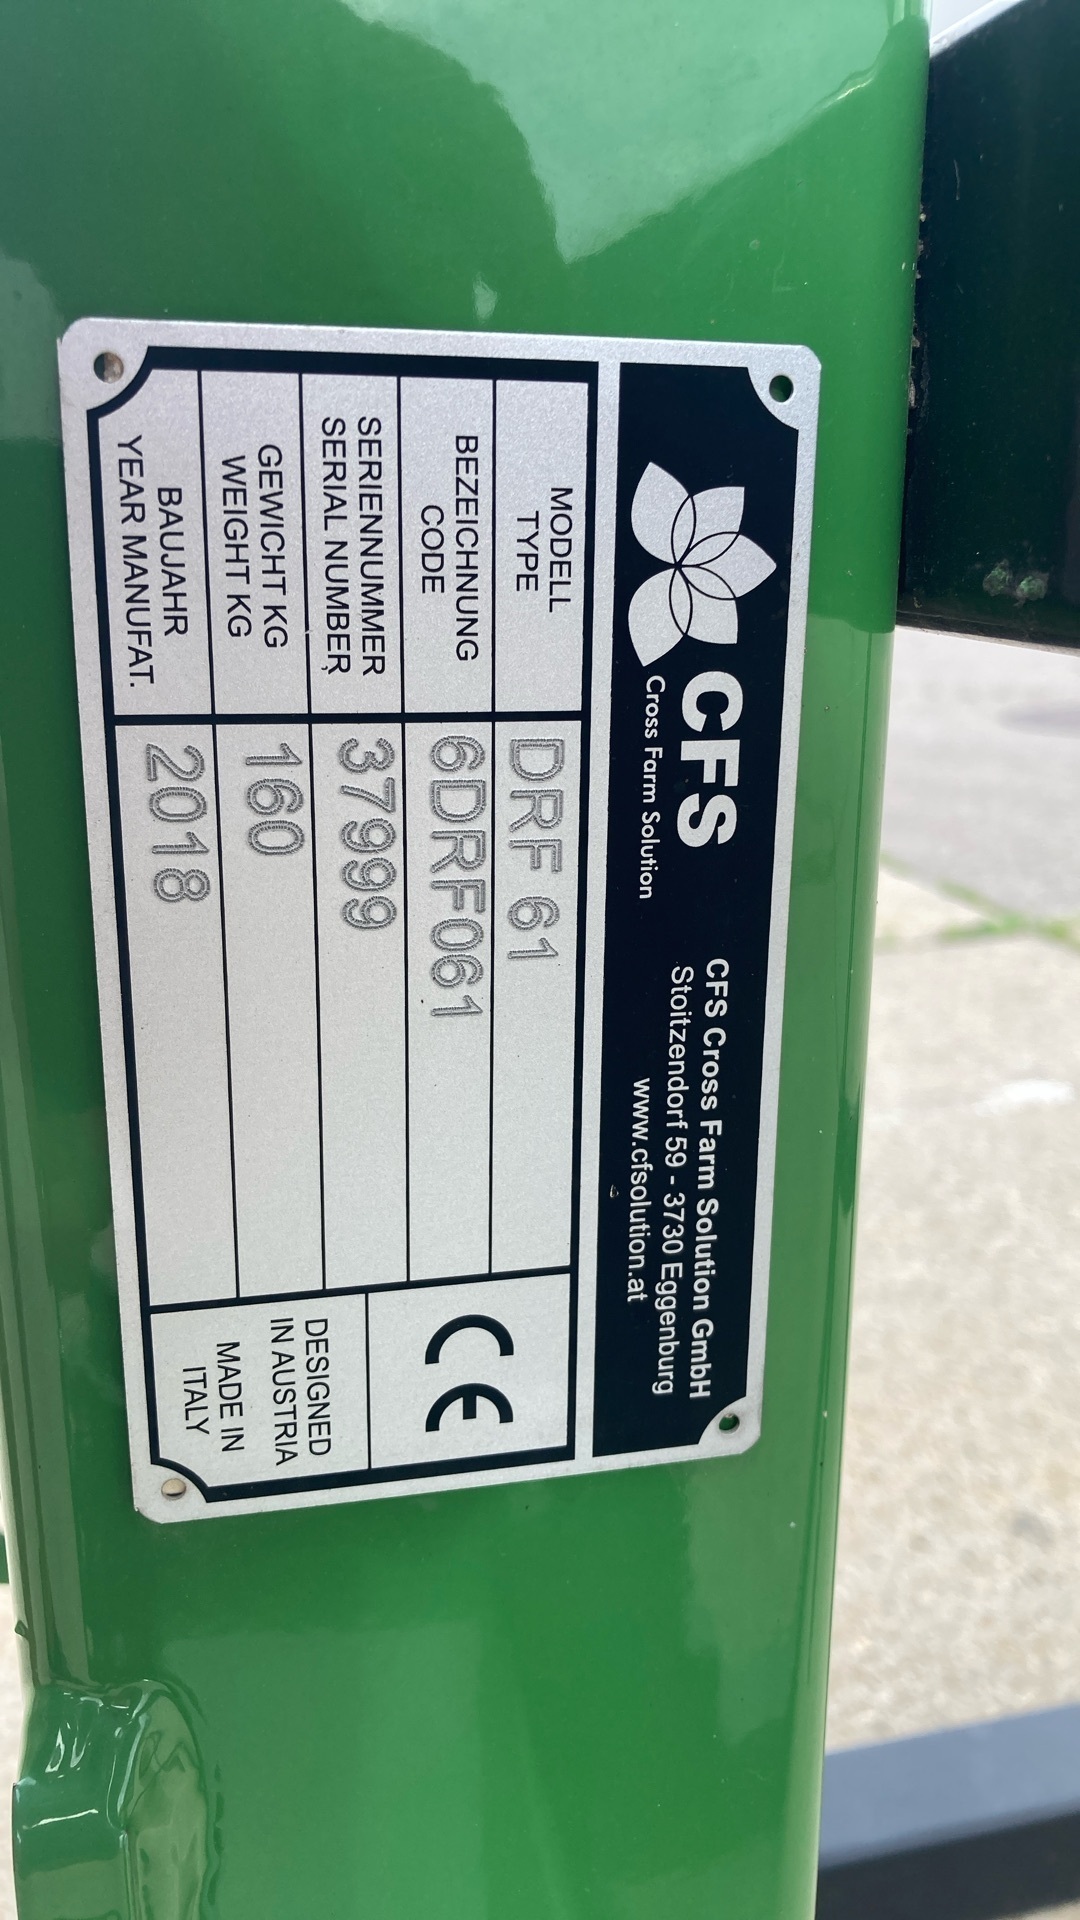 CFS
Cross Farm Solution
CFS Cross Farm Solution GmbH
Stoitzendorf 59 - 3730 Eggenburg
www.cfsolution.at
MODELL
TYPE
DRF 61
BEZEICHNUNG
CODE
6DRF061
SERIENNUMMER
SERIAL NUMBER
37999
GEWICHT KG
WEIGHT KG
160
BAUJAHR
YEAR MANUFAT.
2018
CE
DESIGNED
IN AUSTRIA
MADE IN
ITALY